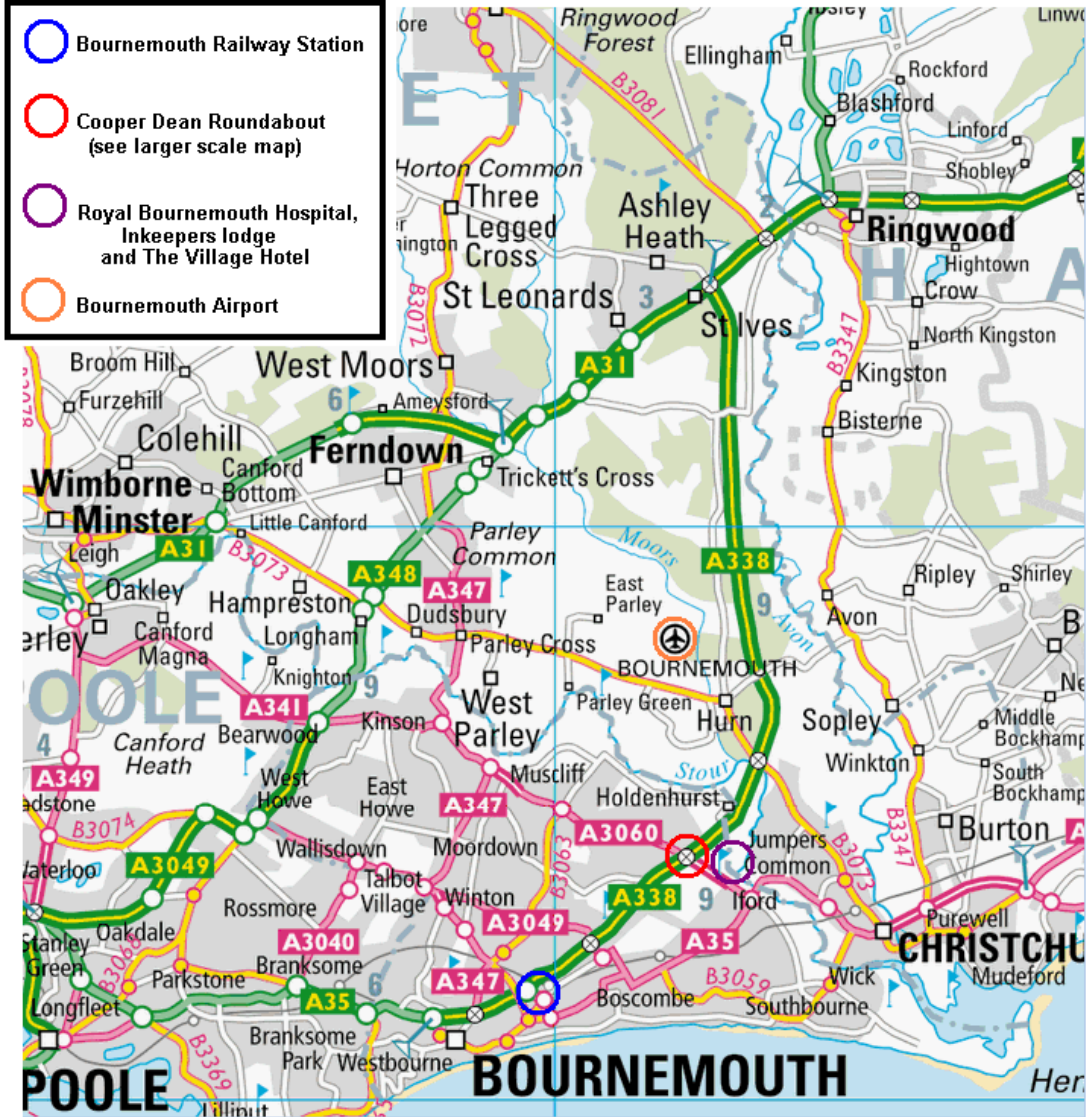 Bournemouth Railway Station
Cooper Dean Roundabout
(see larger scale map)
Royal Bournemouth Hospital,
Inkeepers lodge
and The Village Hotel
Bournemouth Airport
Ringwood
Forest
Ellingham
Rockford
Blashford
Linford
Shobley
B3081
E T
Horton Common
Three
Legged
Cross
Ashley
Heath
2
Ringwood
Hightown
H A
Crow
St Leonards
3
St Ives
North Kingston
B3072
B3347
A31
Kingston
Broom Hill
West Moors
Furzehill
6
Ameysford
Bisterne
Colehill
Ferndown
Canford
Bottom
Trickett's Cross
Wimborne
Minster
Little Canford
Leigh
A31
B3073
Parley
Common
Moors
A338
Oakley
A348
A347
East
Parley
Ripley
Shirley
Hampreston
Dudsbury
9
Avon
Avon
Canford
Magna
Longham
Parley Cross
BOURNEMOUTH
Knighton
9
OOLE
A341
West
Parley
Parley Green
Hurn
Sopley
Kinson
Bearwood
4
Canford
Heath
Middle
Winkton
A349
West
Howe
Muscliff
Stour
South
East
Howe
A347
Holdenhurst
B3074
A3060
Burton
Wallisdown
Moordown
B3063
Jumpers
Common
B3073
B3347
A3049
Talbot
Village
Winton
A338
9
Iford
Rossmore
Purewell
Oakdale
A3049
Stanley
Green
A3040
A35
B3068
Branksome
Parkstone
A347
B3059
Wick
Mudeford
6
Longfleet
A35
Boscombe
Southbourne
Branksome
Park
Westbourne
B3369
POOLE
BOURNEMOUTH
Lilliput